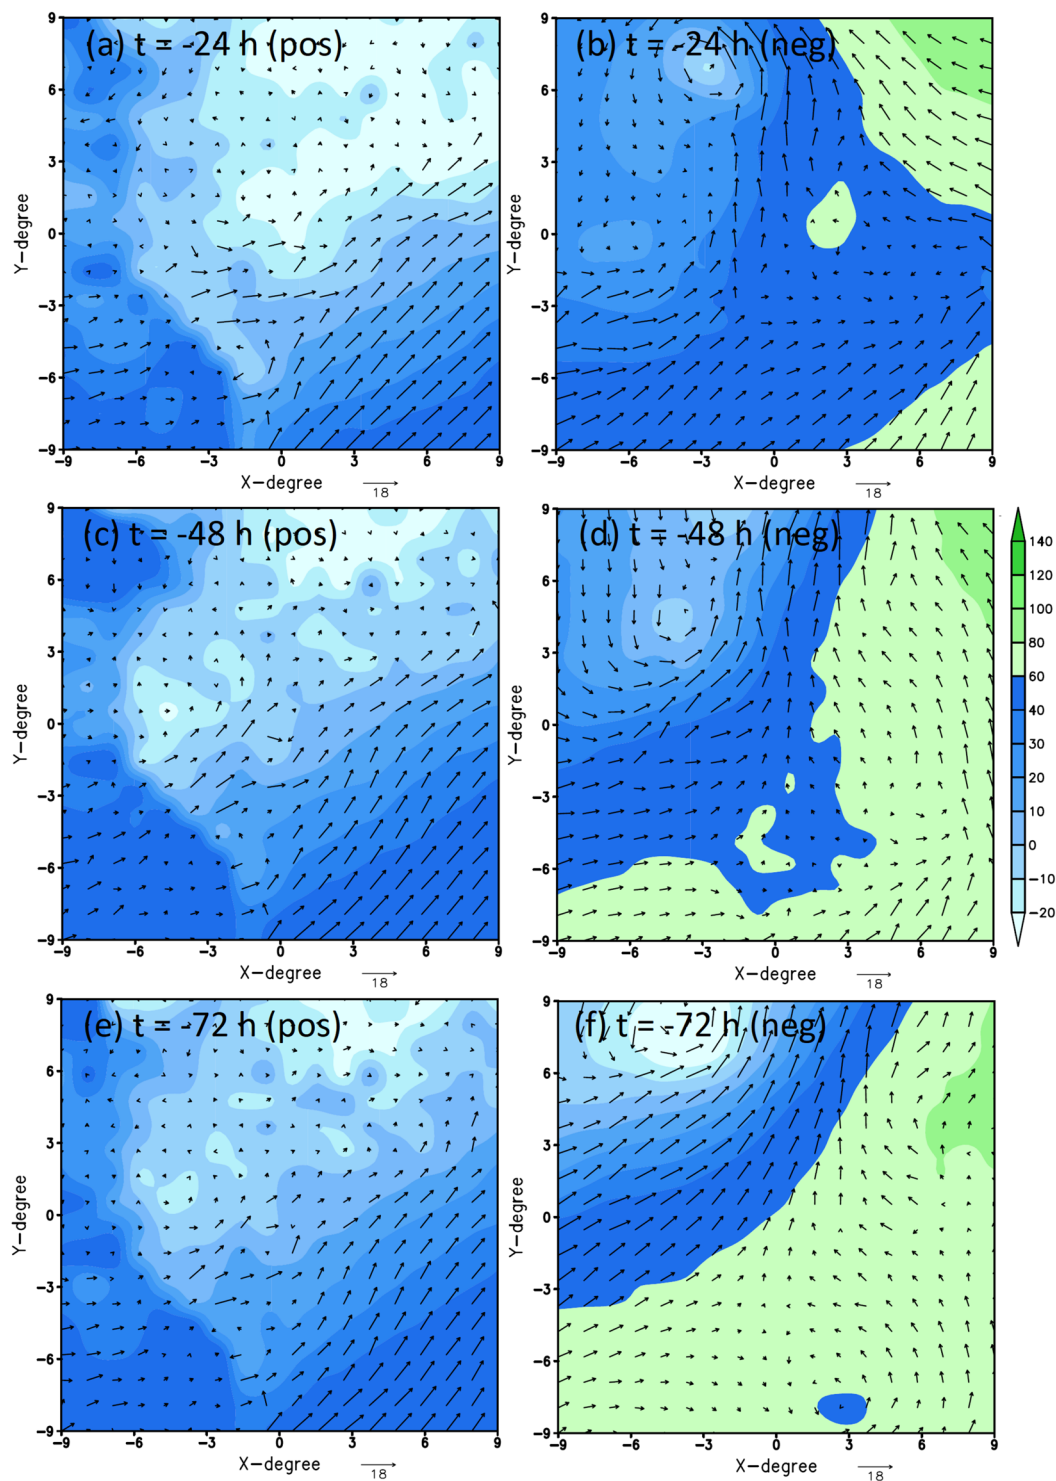 (a) t = -24 h (pos)
9
6
3
0
−3
−6
−9
Y−degree
−9 −6 −3 0 3 6 9
X−degree
18
(b) t = -24 h (neg)
9
6
3
0
−3
−6
−9
Y−degree
−9 −6 −3 0 3 6 9
X−degree
18
(c) t = -48 h (pos)
9
6
3
0
−3
−6
−9
Y−degree
−9 −6 −3 0 3 6 9
X−degree
18
(d) t = -48 h (neg)
9
6
3
0
−3
−6
−9
Y−degree
−9 −6 −3 0 3 6 9
X−degree
18
140
120
100
80
60
40
30
20
10
0
−10
−20
(e) t = -72 h (pos)
9
6
3
0
−3
−6
−9
Y−degree
−9 −6 −3 0 3 6 9
X−degree
18
(f) t = -72 h (neg)
9
6
3
0
−3
−6
−9
Y−degree
−9 −6 −3 0 3 6 9
X−degree
18